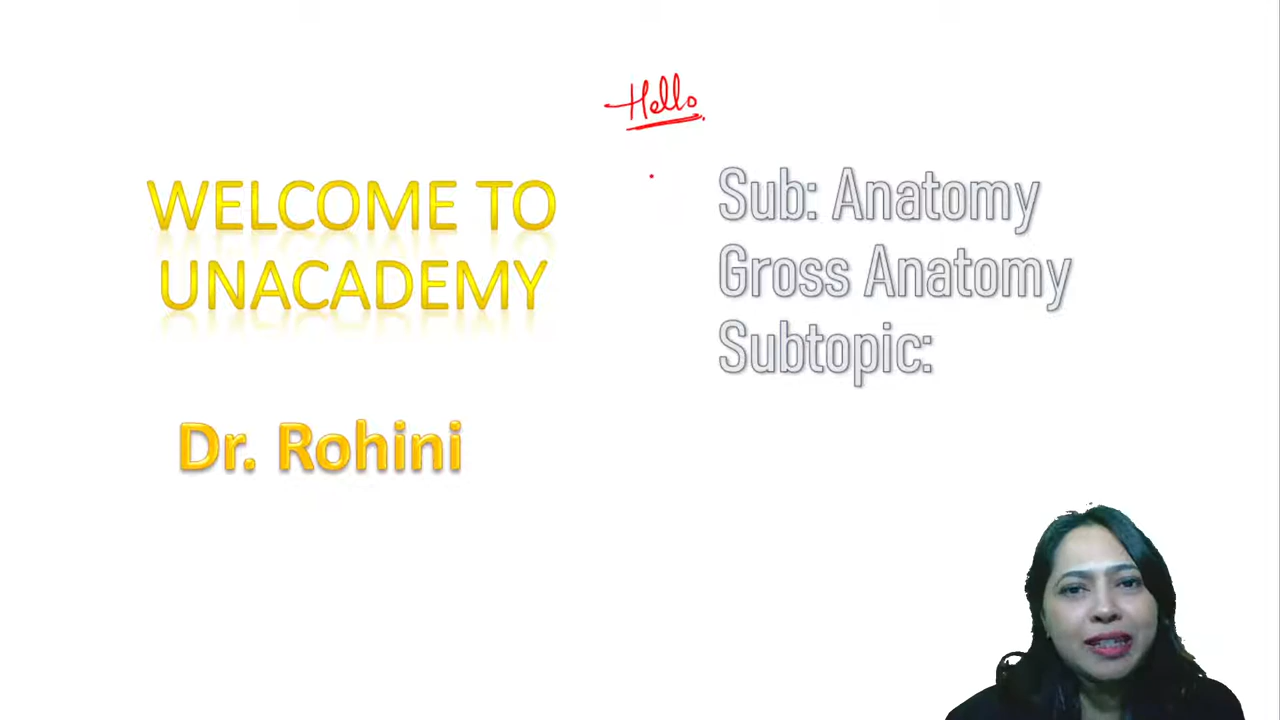 Hello
WELCOME TO
UNACADEMY
Dr. Rohini
Sub: Anatomy
Gross Anatomy
Subtopic: